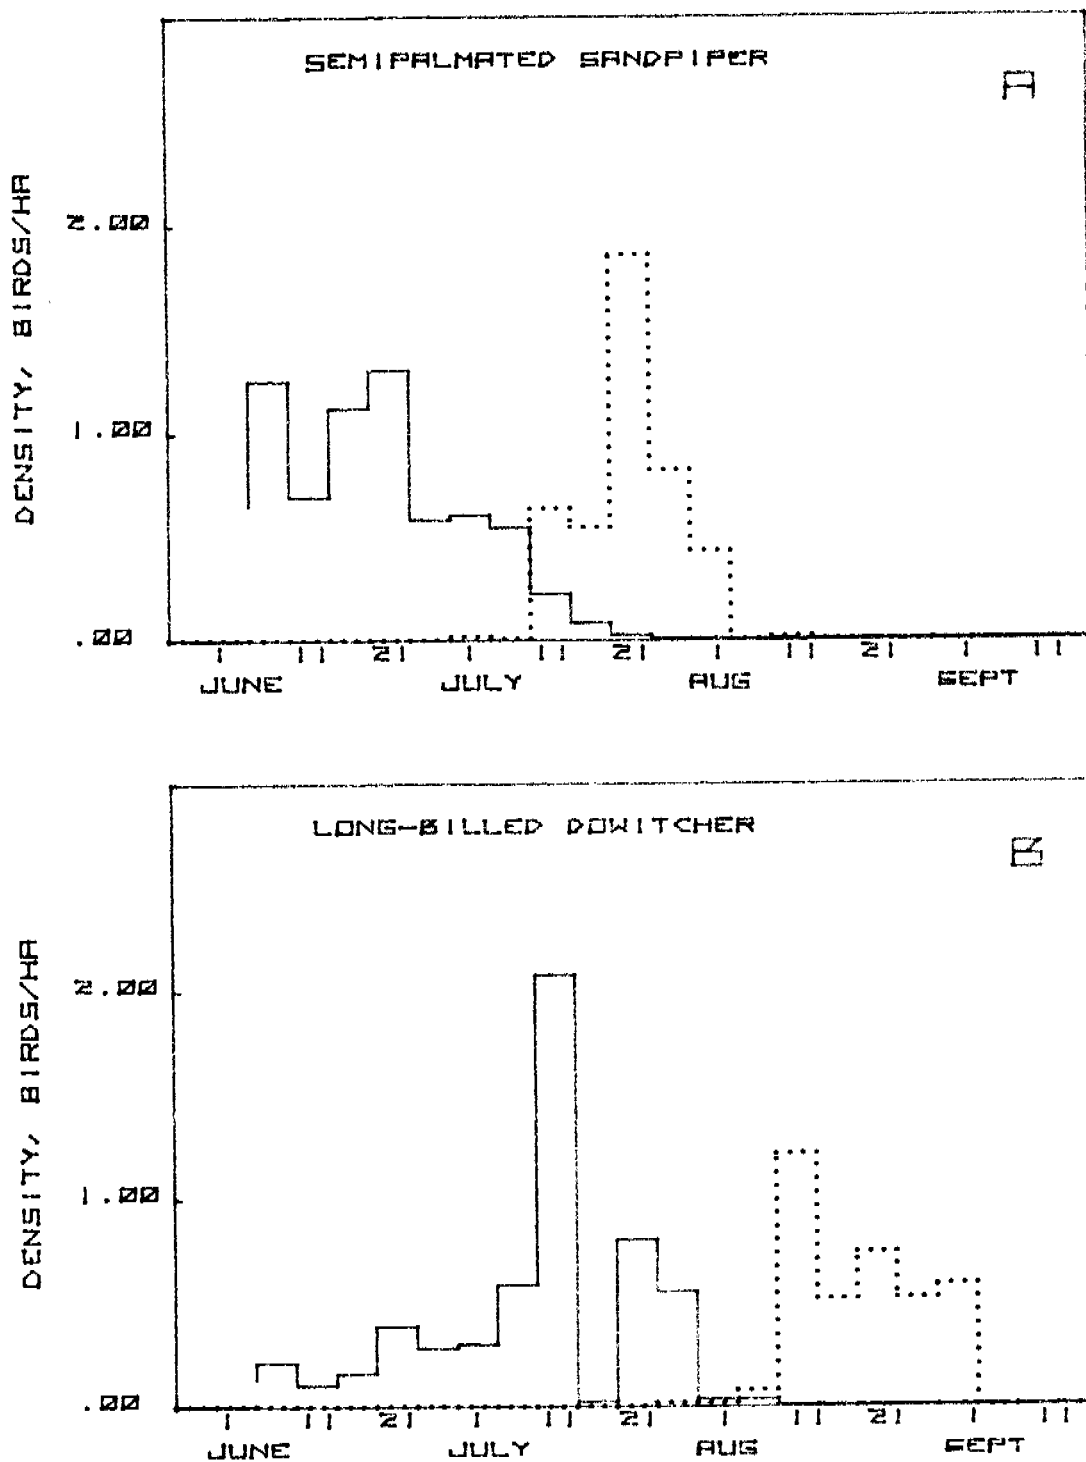 SEMIPALMATED SANDPIPER
A
DENSITY, BIRDS/HA
2.00
1.00
.00
1 11 21 1 11 21 1 11 21 1 11
JUNE JULY AUG SEPT
LONG-BILLED DOWITCHER
B
DENSITY, BIRDS/HA
2.00
1.00
.00
1 11 21 1 11 21 1 11 21 1 11
JUNE JULY AUG SEPT